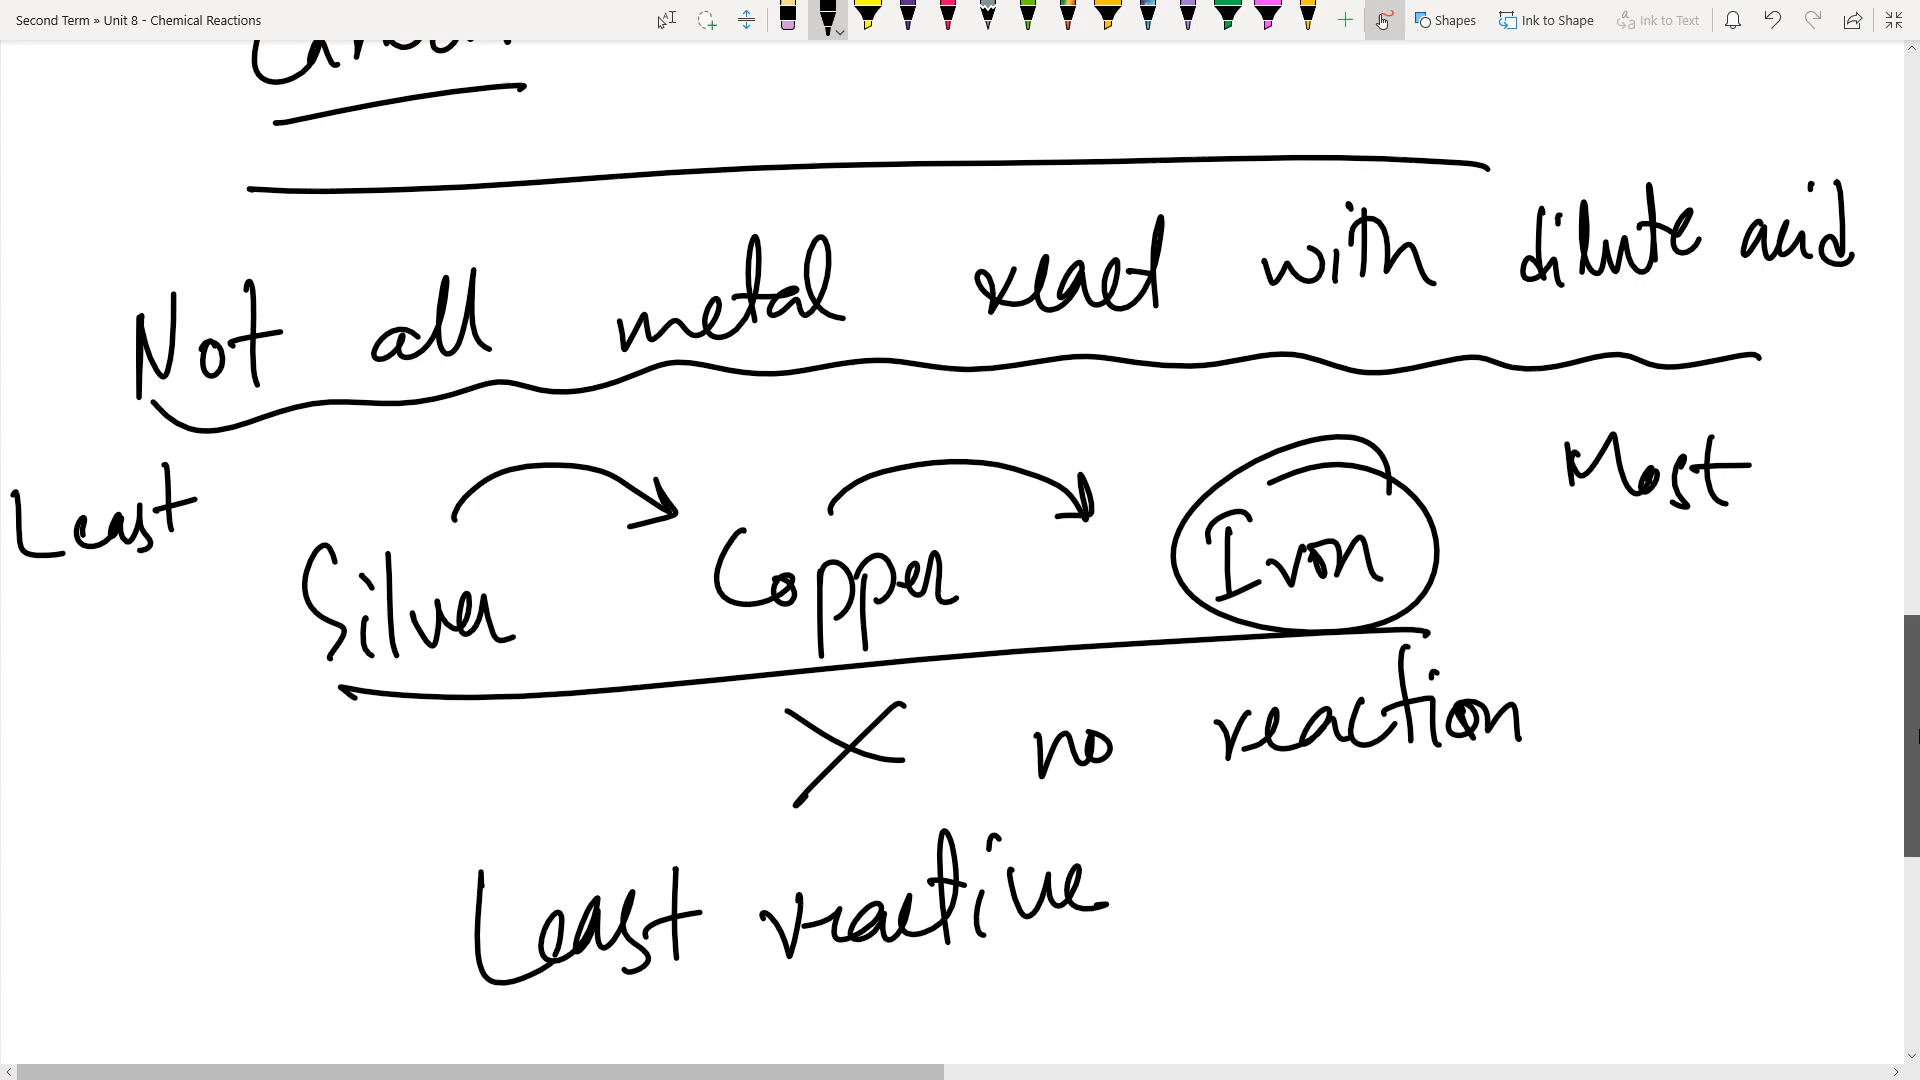 Second Term » Unit 8 - Chemical Reactions
Shapes
Ink to Shape
Ink to Text
Not all metal react with dilute acid
Least
Most
Silver Copper Iron
no reaction
Least reactive